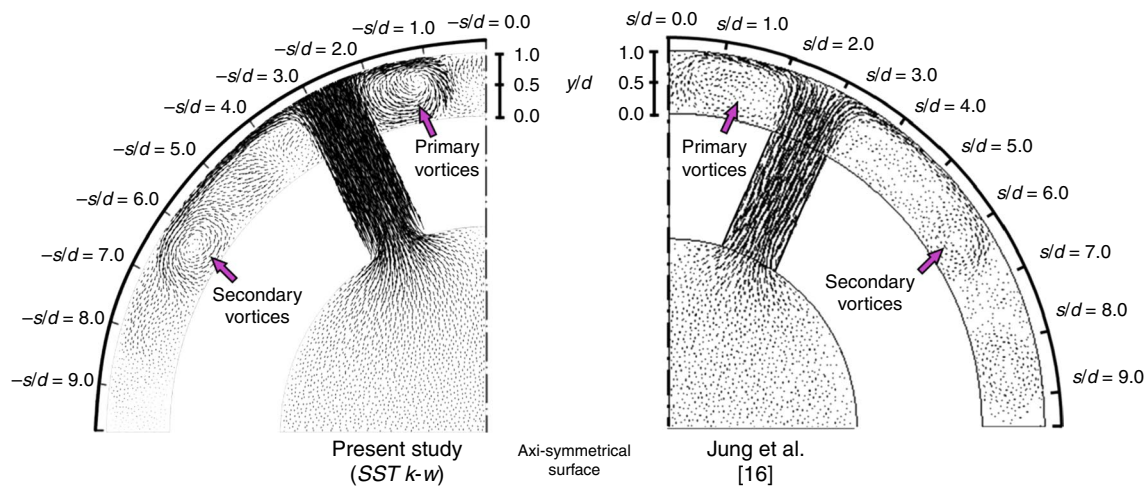 –s/d = 0.0
–s/d = 1.0
–s/d = 2.0
–s/d = 3.0
–s/d = 4.0
–s/d = 5.0
–s/d = 6.0
–s/d = 7.0
–s/d = 8.0
–s/d = 9.0
1.0
0.5
0.0
y/d
Primary
vortices
Secondary
vortices
Present study
(SST k-w)
Axi-symmetrical
surface
s/d = 0.0
s/d = 1.0
s/d = 2.0
s/d = 3.0
s/d = 4.0
s/d = 5.0
s/d = 6.0
s/d = 7.0
s/d = 8.0
s/d = 9.0
1.0
0.5
0.0
Primary
vortices
Secondary
vortices
Jung et al.
[16]